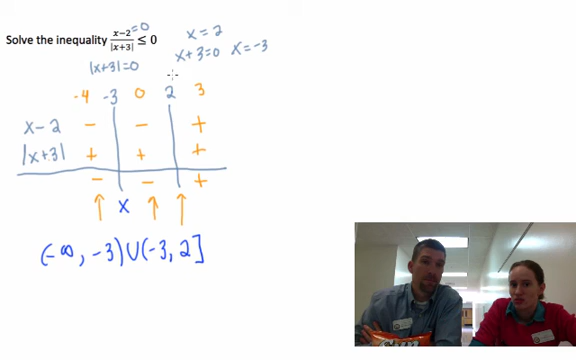 Solve the inequality x−2/|x+3| ≤ 0
=0
x = 2
x+3=0 x=-3
|x+3|=0
-4 -3 0 2 3
x-2 - - +
|x+3| + + +
- - +
↑ x ↑ ↑
(-∞, -3) ∪ (-3, 2]
Sun